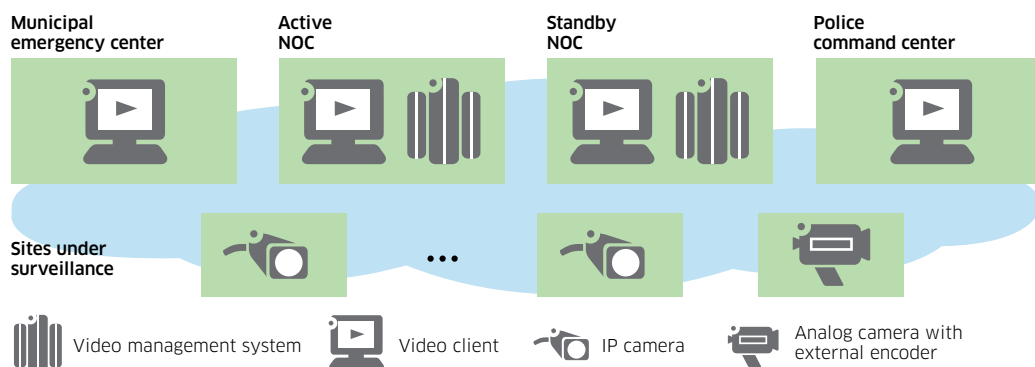 Municipal
emergency center
Active
NOC
Standby
NOC
Police
command center
Sites under
surveillance
...
Video management system
Video client
IP camera
Analog camera with
external encoder